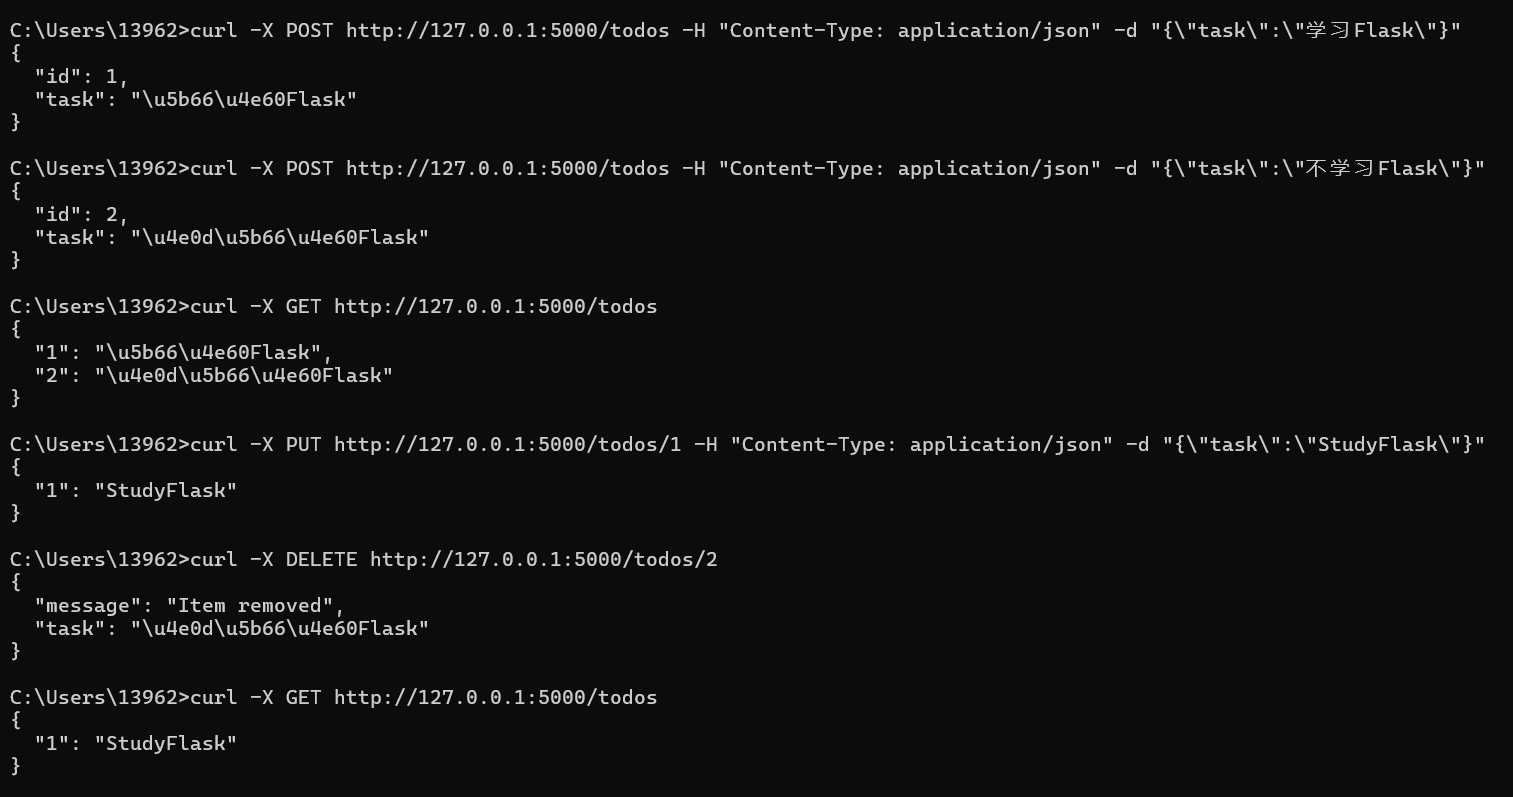 C:\Users\13962>curl -X POST http://127.0.0.1:5000/todos -H "Content-Type: application/json" -d "{\"task\":\"学习Flask\"}"
{
  "id": 1,
  "task": "\u5b66\u4e60Flask"
}
C:\Users\13962>curl -X POST http://127.0.0.1:5000/todos -H "Content-Type: application/json" -d "{\"task\":\"不学习Flask\"}"
{
  "id": 2,
  "task": "\u4e0d\u5b66\u4e60Flask"
}
C:\Users\13962>curl -X GET http://127.0.0.1:5000/todos
{
  "1": "\u5b66\u4e60Flask",
  "2": "\u4e0d\u5b66\u4e60Flask"
}
C:\Users\13962>curl -X PUT http://127.0.0.1:5000/todos/1 -H "Content-Type: application/json" -d "{\"task\":\"StudyFlask\"}"
{
  "1": "StudyFlask"
}
C:\Users\13962>curl -X DELETE http://127.0.0.1:5000/todos/2
{
  "message": "Item removed",
  "task": "\u4e0d\u5b66\u4e60Flask"
}
C:\Users\13962>curl -X GET http://127.0.0.1:5000/todos
{
  "1": "StudyFlask"
}